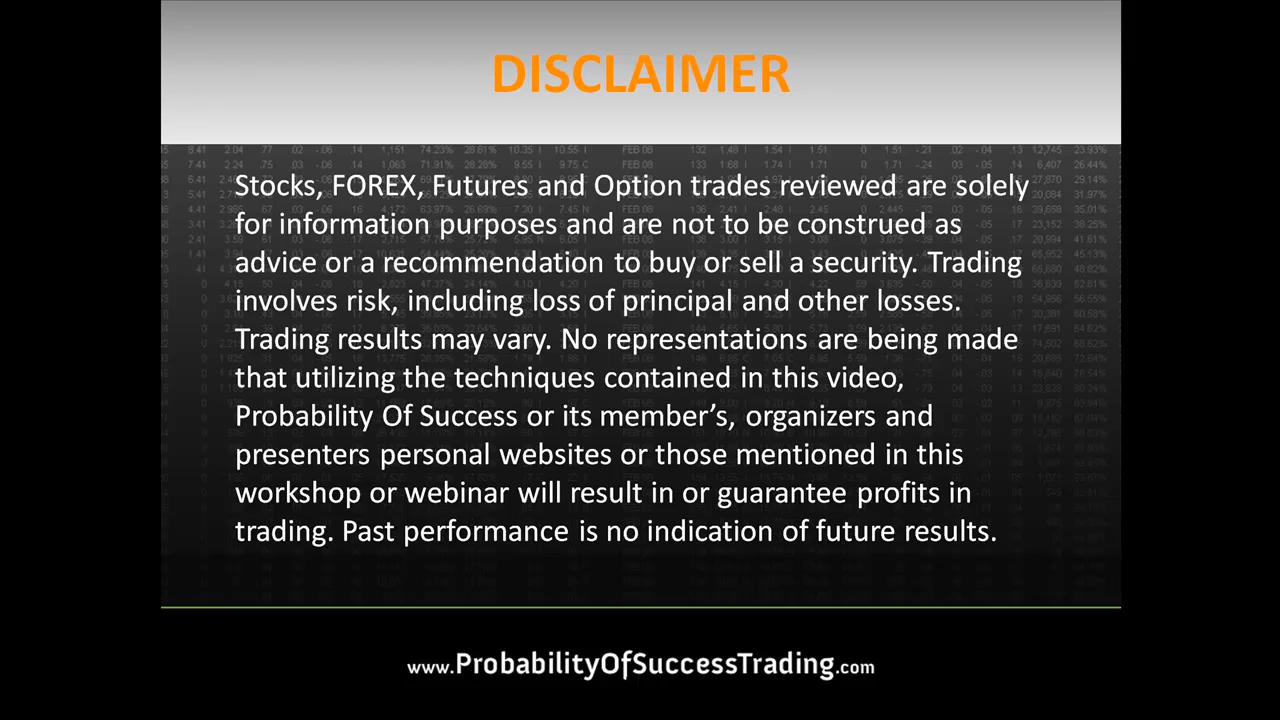 DISCLAIMER
Stocks, FOREX, Futures and Option trades reviewed are solely
for information purposes and are not to be construed as
advice or a recommendation to buy or sell a security. Trading
involves risk, including loss of principal and other losses.
Trading results may vary. No representations are being made
that utilizing the techniques contained in this video,
Probability Of Success or its member’s, organizers and
presenters personal websites or those mentioned in this
workshop or webinar will result in or guarantee profits in
trading. Past performance is no indication of future results.
www.ProbabilityOfSuccessTrading.com